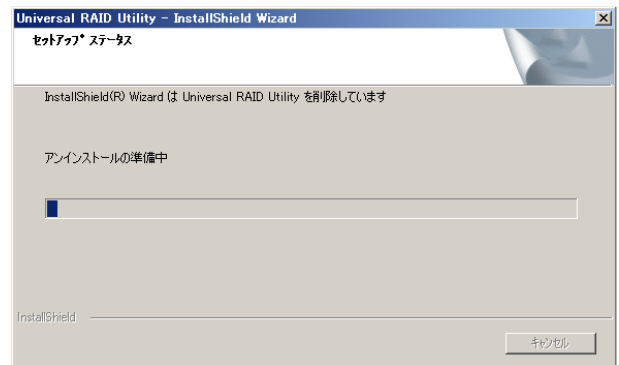 Universal RAID Utility - InstallShield Wizard
セットアップ ステータス
InstallShield(R) Wizard は Universal RAID Utility を削除しています
アンインストールの準備中
InstallShield
キャンセル